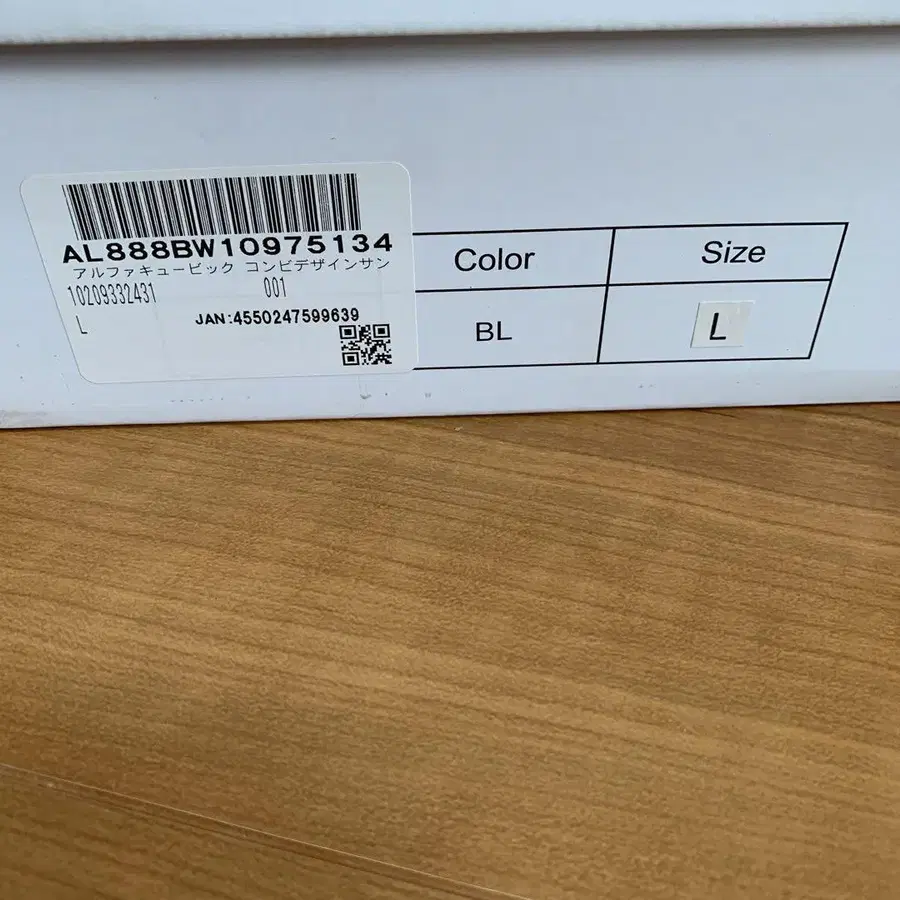 AL888BW10975134
アルファキュービック コンビデザインサン
10209332431 001
L
JAN:4550247599639
Color Size
BL L